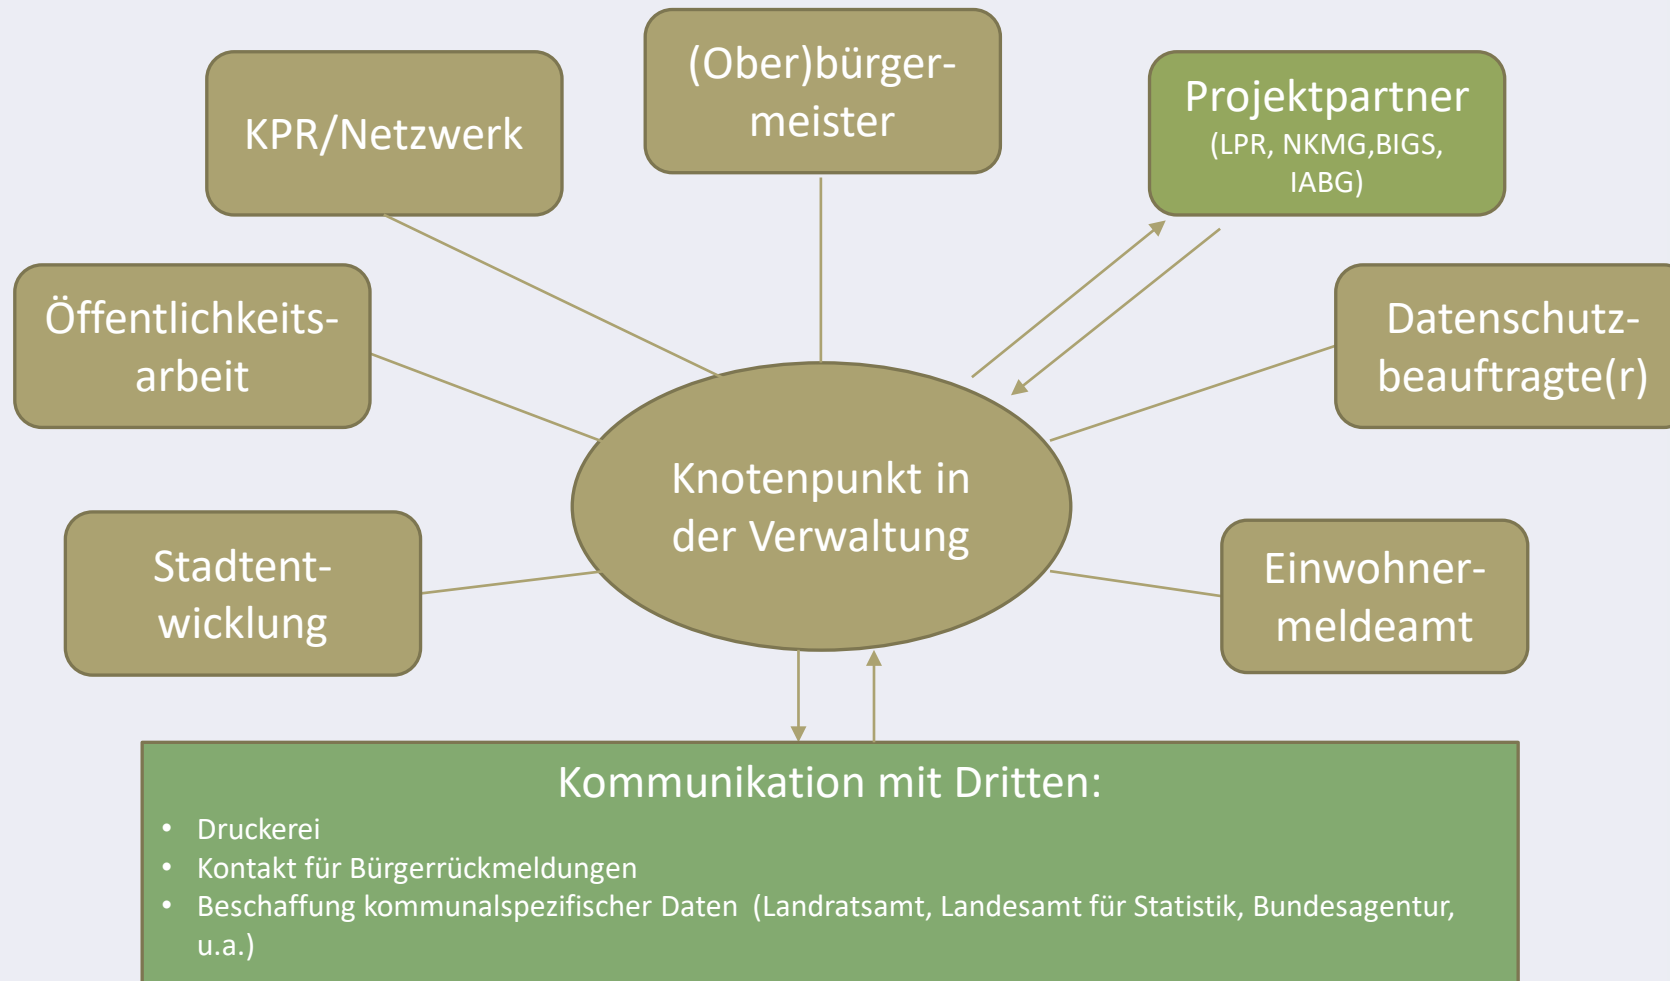 (Ober)bürger-
meister
KPR/Netzwerk
Projektpartner
(LPR, NKMG,BIGS,
IABG)
Öffentlichkeits-
arbeit
Datenschutz-
beauftragte(r)
Knotenpunkt in
der Verwaltung
Stadtent-
wicklung
Einwohner-
meldeamt
Kommunikation mit Dritten:
• Druckerei
• Kontakt für Bürgerrückmeldungen
• Beschaffung kommunalspezifischer Daten (Landratsamt, Landesamt für Statistik, Bundesagentur,
u.a.)